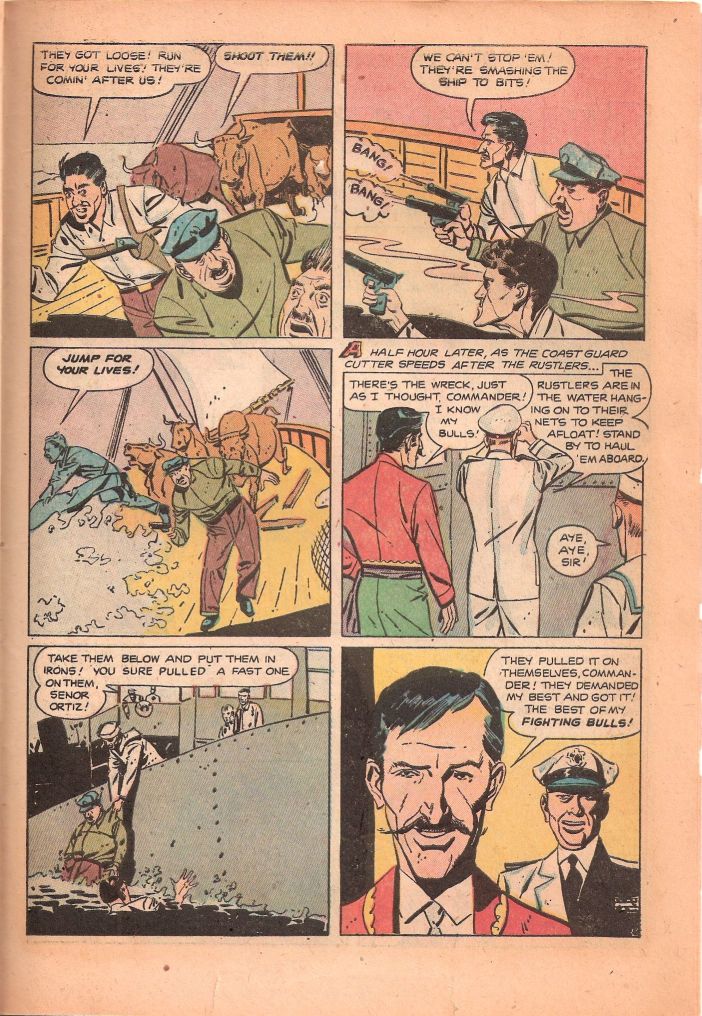 THEY GOT LOOSE! RUN
FOR YOUR LIVES! THEY'RE
COMIN' AFTER US!
SHOOT THEM!!
WE CAN'T STOP 'EM!
THEY'RE SMASHING THE
SHIP TO BITS!
BANG!
BANG!
JUMP FOR
YOUR LIVES!
A HALF HOUR LATER, AS THE COAST GUARD
CUTTER SPEEDS AFTER THE RUSTLERS...
THERE'S THE WRECK, JUST
AS I THOUGHT, COMMANDER!
I KNOW
MY
BULLS!
THE
RUSTLERS ARE IN
THE WATER HANG-
ING ON TO THEIR
NETS TO KEEP
AFLOAT! STAND
BY TO HAUL
'EM ABOARD.
AYE,
AYE,
SIR!
TAKE THEM BELOW AND PUT THEM IN
IRONS! YOU SURE PULLED A FAST ONE
ON THEM,
SENOR
ORTIZ!
THEY PULLED IT ON
THEMSELVES, COMMAN-
DER! THEY DEMANDED
MY BEST AND GOT IT!
THE BEST OF MY
FIGHTING BULLS!